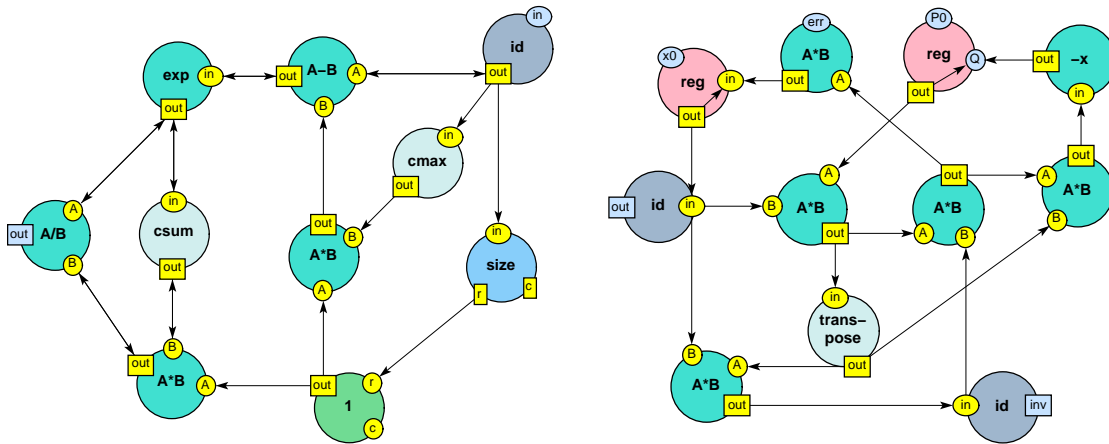 in
id
out
exp
in
out
out
A−B
A
B
in
cmax
out
A
out
A/B
B
in
csum
out
out
A*B
B
A
in
size
r
c
B
out
A*B
A
out
r
1
c
x0
reg
in
out
err
A*B
out
A
P0
reg
Q
out
out
−x
in
out
id
in
A
B
A*B
out
out
A*B
A
B
out
A
A*B
B
in
trans−
pose
out
B
A
A*B
out
in
id
inv